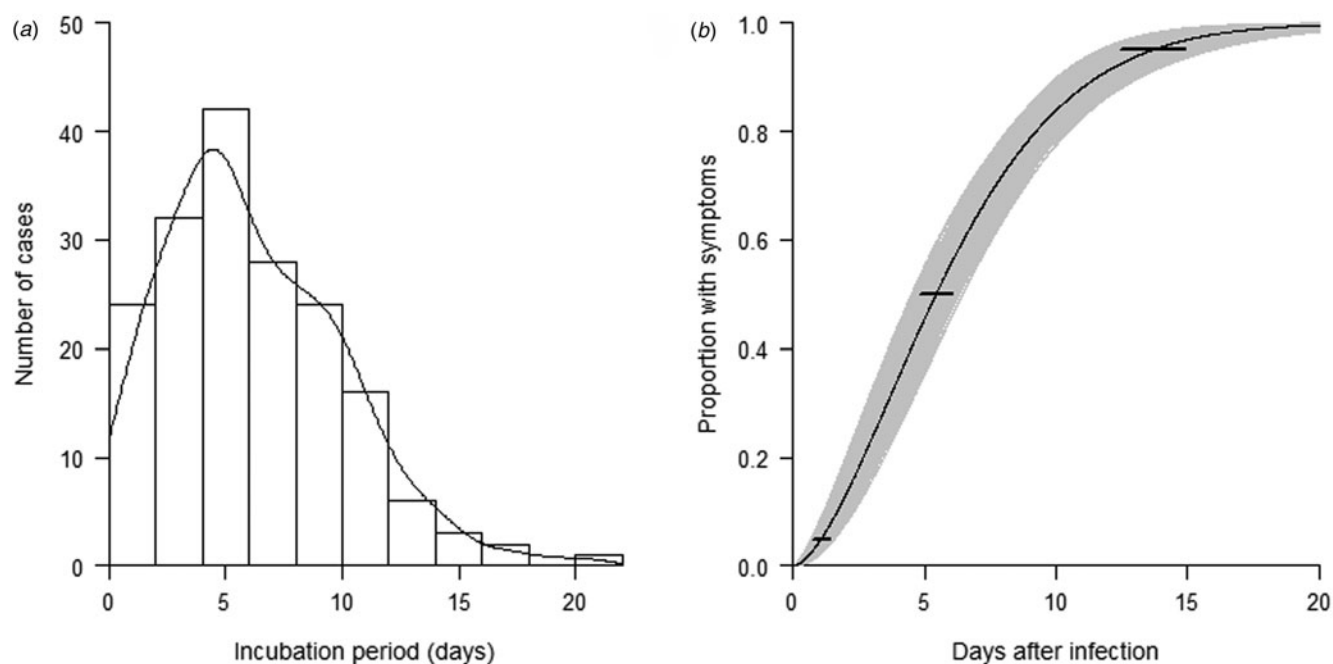 (a)
50
40
30
20
10
0
Number of cases
0 5 10 15 20
Incubation period (days)
(b)
1.0
0.8
0.6
0.4
0.2
0.0
Proportion with symptoms
0 5 10 15 20
Days after infection